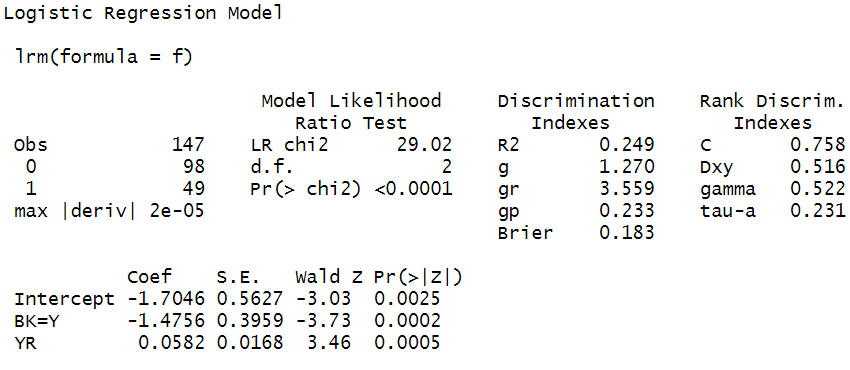 Logistic Regression Model
lrm(formula = f)
Model Likelihood Discrimination Rank Discrim.
Ratio Test Indexes Indexes
Obs 147 LR chi2 29.02 R2 0.249 C 0.758
0 98 d.f. 2 g 1.270 Dxy 0.516
1 49 Pr(> chi2) <0.0001 gr 3.559 gamma 0.522
max |deriv| 2e-05 gp 0.233 tau-a 0.231
Brier 0.183
Coef S.E. Wald Z Pr(>|Z|)
Intercept -1.7046 0.5627 -3.03 0.0025
BK=Y -1.4756 0.3959 -3.73 0.0002
YR 0.0582 0.0168 3.46 0.0005